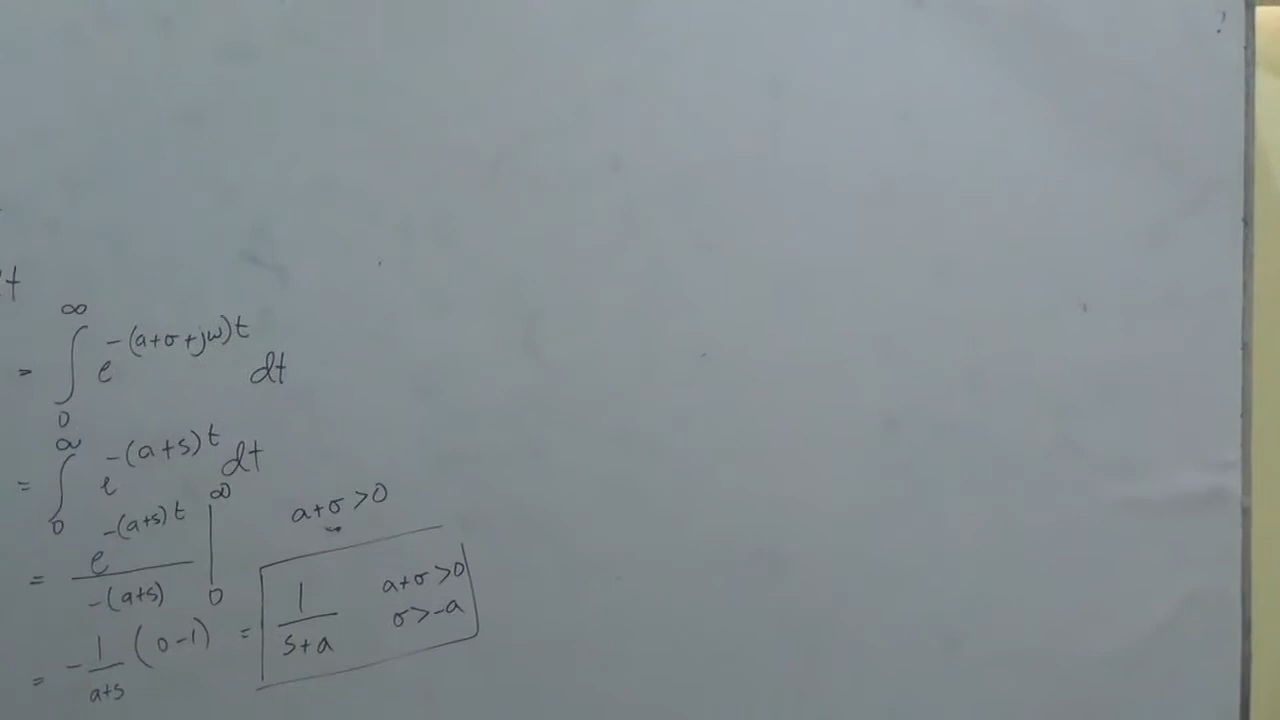 = ∫₀^∞ e^{-(a+σ+jω)t} dt
= ∫₀^∞ e^{-(a+s)t} dt
= e^{-(a+s)t} / -(a+s) |₀^∞ a+σ>0
= -1/(a+s) (0-1) = 1/(s+a) a+σ>0
σ>-a